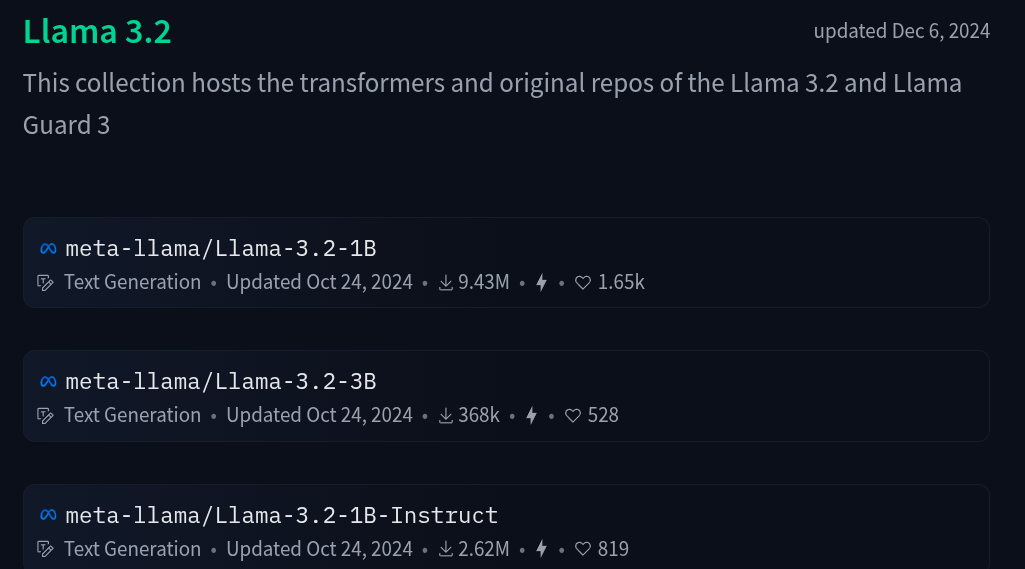 Llama 3.2
updated Dec 6, 2024
This collection hosts the transformers and original repos of the Llama 3.2 and Llama
Guard 3
meta-llama/Llama-3.2-1B
Text Generation • Updated Oct 24, 2024 • 9.43M • • 1.65k
meta-llama/Llama-3.2-3B
Text Generation • Updated Oct 24, 2024 • 368k • • 528
meta-llama/Llama-3.2-1B-Instruct
Text Generation • Updated Oct 24, 2024 • 2.62M • • 819